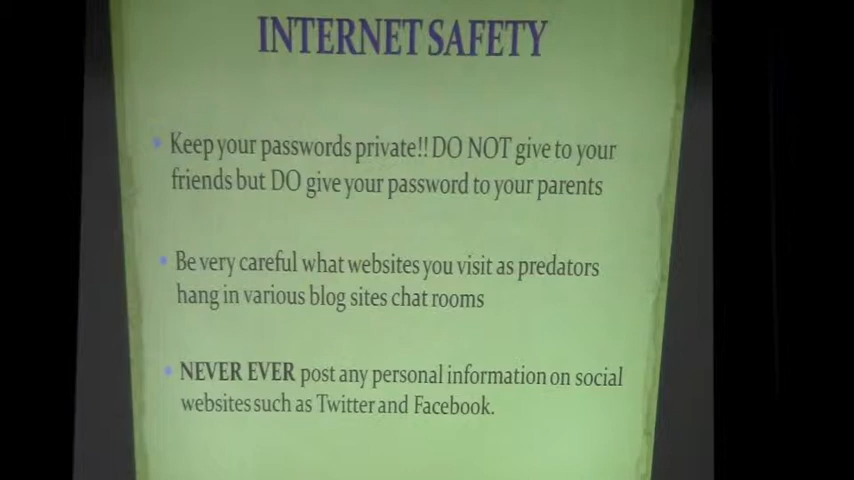 INTERNET SAFETY
Keep your passwords private!! DO NOT give to your
friends but DO give your password to your parents
Be very careful what websites you visit as predators
hang in various blog sites chat rooms
NEVER EVER post any personal information on social
websites such as Twitter and Facebook.